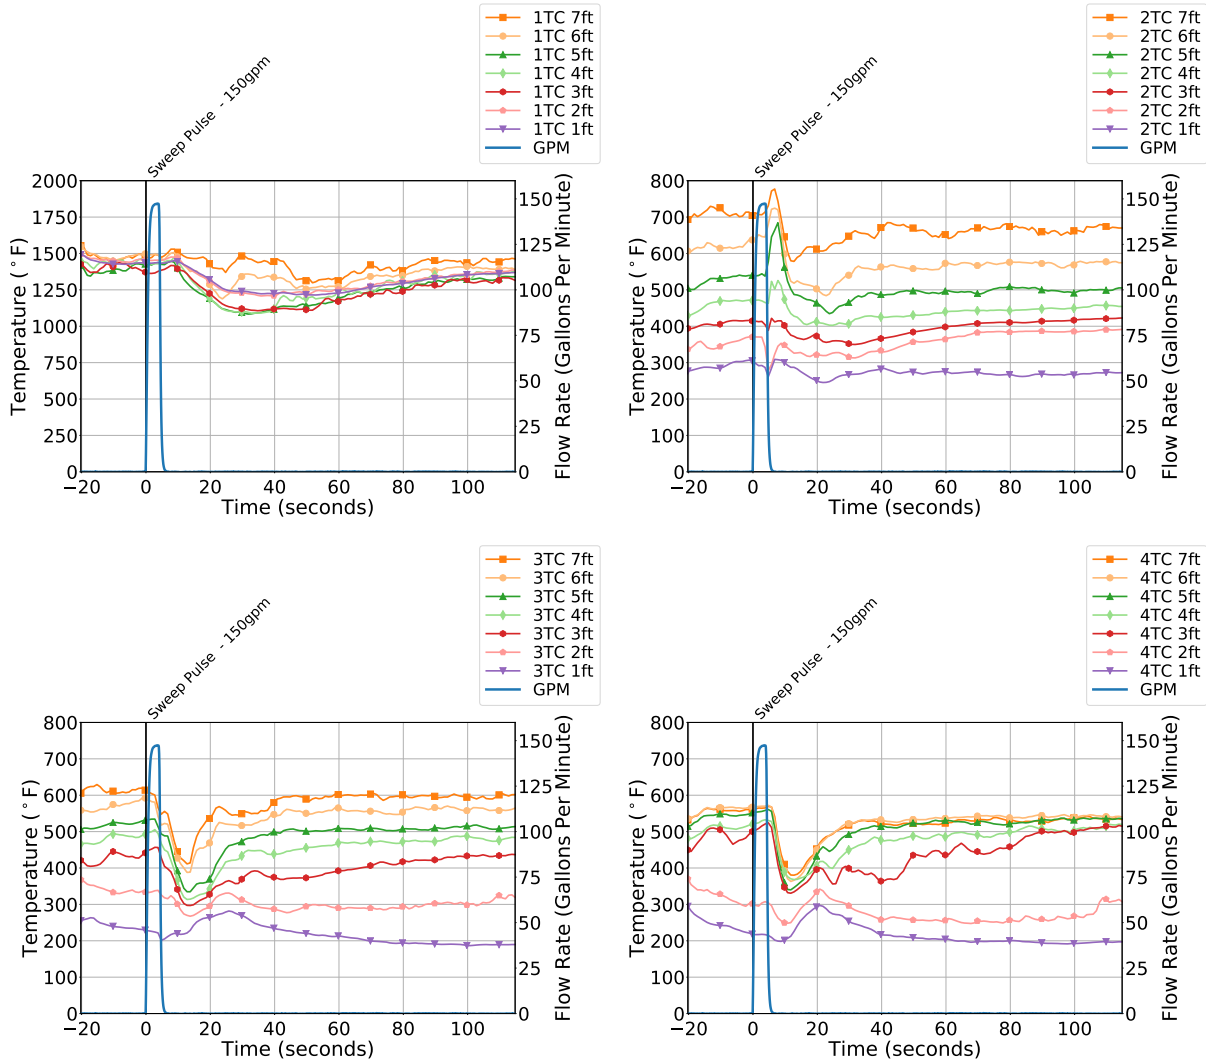 1TC 7ft
1TC 6ft
1TC 5ft
1TC 4ft
1TC 3ft
1TC 2ft
1TC 1ft
GPM
Sweep Pulse - 150gpm
2000
1750
1500
1250
1000
750
500
250
0
Temperature (°F)
150
125
100
75
50
25
0
Flow Rate (Gallons Per Minute)
−20 0 20 40 60 80 100
Time (seconds)
2TC 7ft
2TC 6ft
2TC 5ft
2TC 4ft
2TC 3ft
2TC 2ft
2TC 1ft
GPM
Sweep Pulse - 150gpm
800
700
600
500
400
300
200
100
0
Temperature (°F)
150
125
100
75
50
25
0
Flow Rate (Gallons Per Minute)
−20 0 20 40 60 80 100
Time (seconds)
3TC 7ft
3TC 6ft
3TC 5ft
3TC 4ft
3TC 3ft
3TC 2ft
3TC 1ft
GPM
Sweep Pulse - 150gpm
800
700
600
500
400
300
200
100
0
Temperature (°F)
150
125
100
75
50
25
0
Flow Rate (Gallons Per Minute)
−20 0 20 40 60 80 100
Time (seconds)
4TC 7ft
4TC 6ft
4TC 5ft
4TC 4ft
4TC 3ft
4TC 2ft
4TC 1ft
GPM
Sweep Pulse - 150gpm
800
700
600
500
400
300
200
100
0
Temperature (°F)
150
125
100
75
50
25
0
Flow Rate (Gallons Per Minute)
−20 0 20 40 60 80 100
Time (seconds)